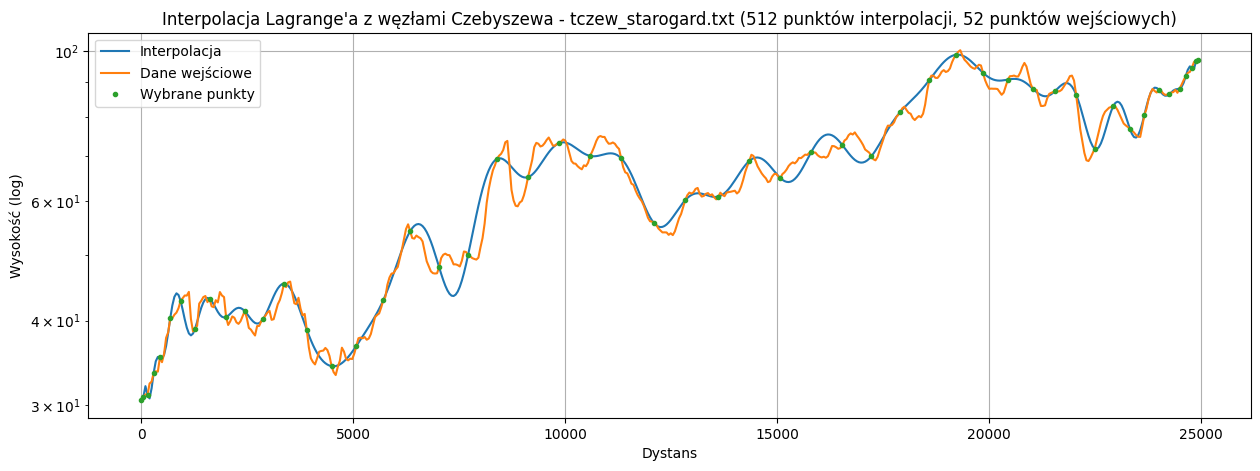 Interpolacja Lagrange'a z węzłami Czebyszewa - tczew_starogard.txt (512 punktów interpolacji, 52 punktów wejściowych)
Interpolacja
Dane wejściowe
Wybrane punkty
10²
6 × 10¹
4 × 10¹
3 × 10¹
Wysokość (log)
0 5000 10000 15000 20000 25000
Dystans